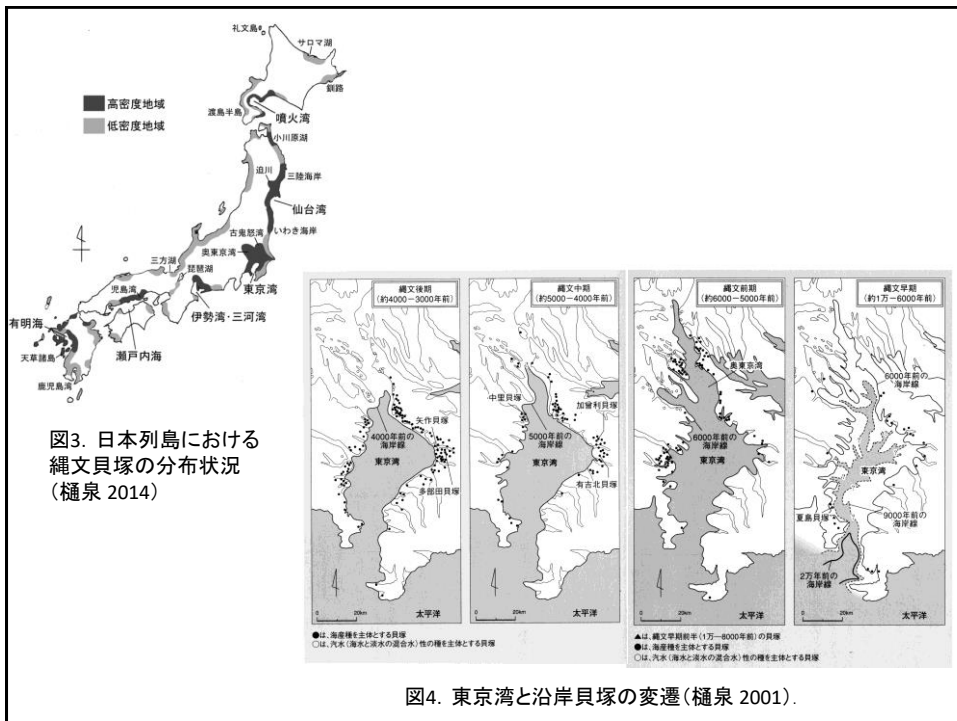 礼文島
サロマ湖
釧路
高密度地域
低密度地域
渡島半島
噴火湾
小川原湖
迫川
三陸海岸
仙台湾
古鬼怒湾
いわき海岸
奥東京湾
三方湖
琵琶湖
児島湾
東京湾
有明海
伊勢湾・三河湾
天草諸島
瀬戸内海
鹿児島湾
図3. 日本列島における
縄文貝塚の分布状況
(樋泉 2014)
縄文後期
(約4000−3000年前)
矢作貝塚
4000年前の
海岸線
東京湾
多部田貝塚
0
20km
太平洋
縄文中期
(約5000−4000年前)
中里貝塚
加曽利貝塚
5000年前の
海岸線
東京湾
有吉北貝塚
0
20km
太平洋
●は、海産種を主体とする貝塚
○は、汽水(海水と淡水の混合水)性の種を主体とする貝塚
縄文前期
(約6000−5000年前)
奥東京湾
6000年前の
海岸線
東京湾
0
20km
太平洋
縄文早期
(約1万−6000年前)
6000年前の
海岸線
東京湾
夏島貝塚
9000年前の
海岸線
2万年前の
海岸線
0
20km
太平洋
▲は、縄文早期前半(1万−8000年前)の貝塚
●は、海産種を主体とする貝塚
○は、汽水(海水と淡水の混合水)性の種を主体とする貝塚
図4. 東京湾と沿岸貝塚の変遷(樋泉 2001).